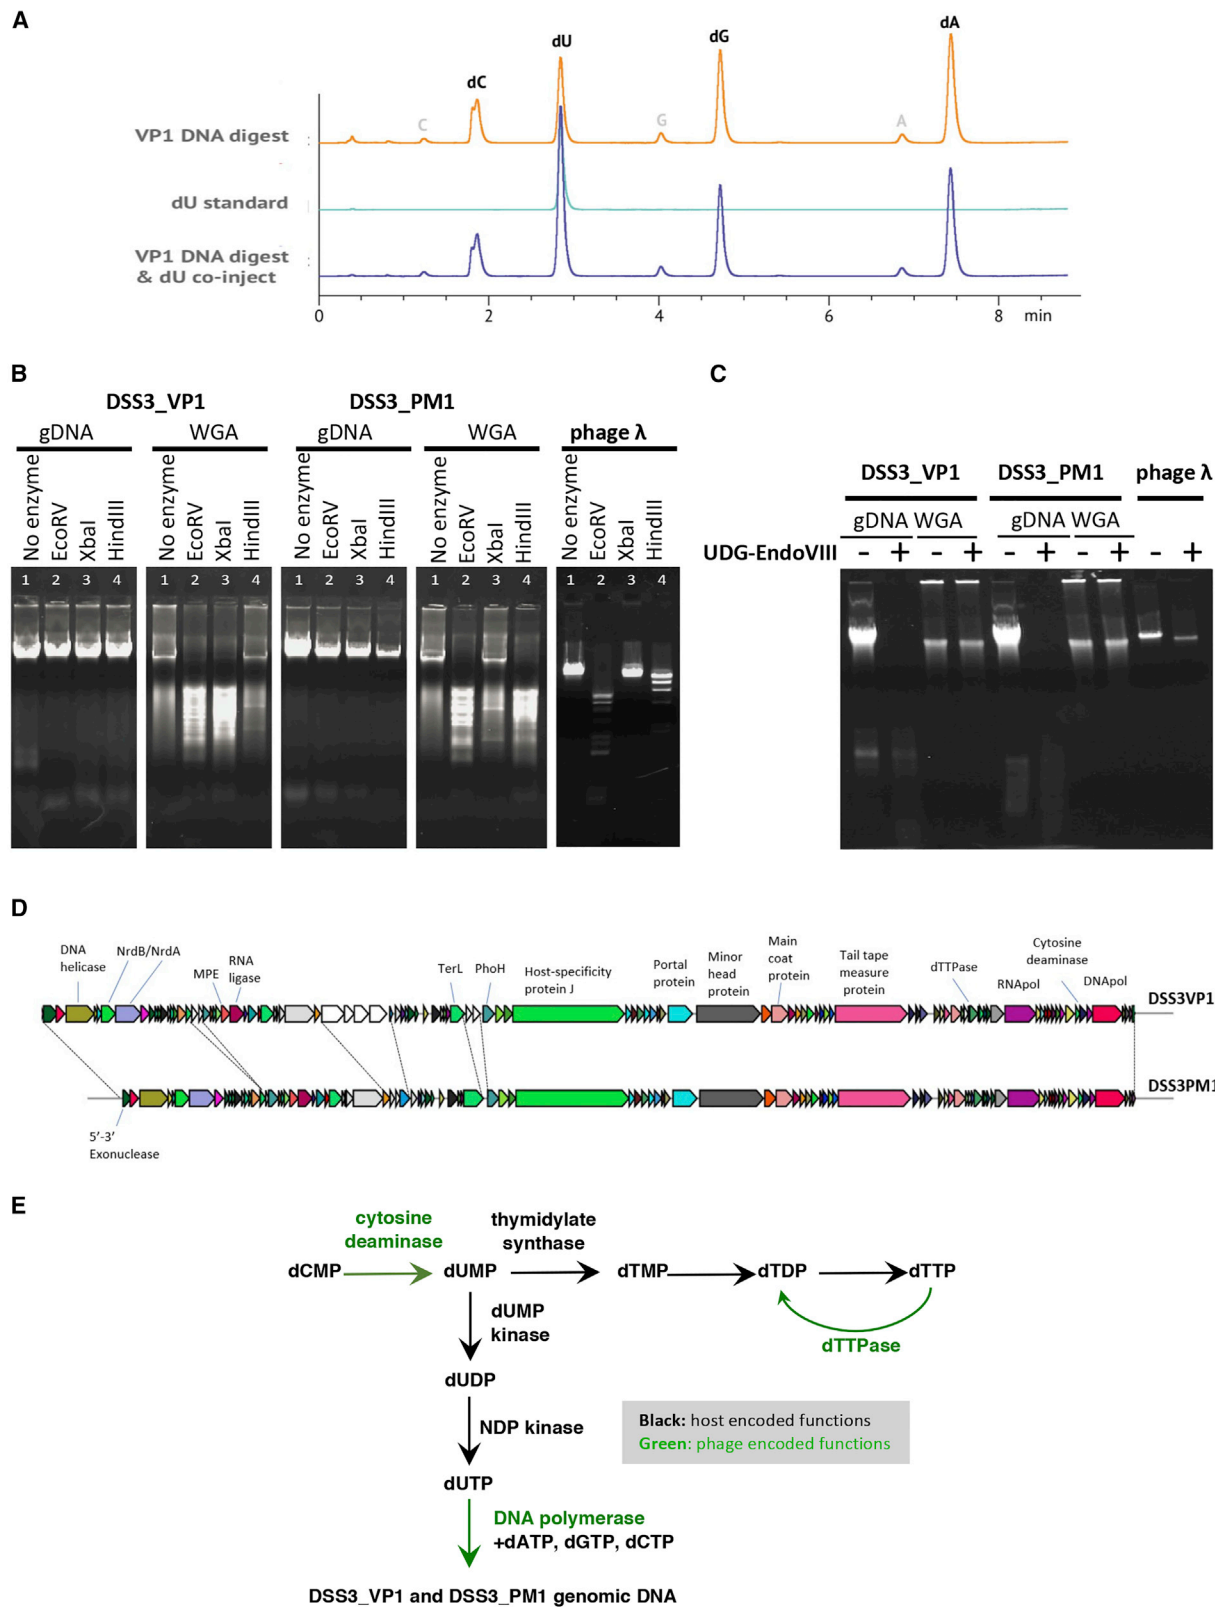 A
dC
dU
dG
dA
C
G
A
VP1 DNA digest
dU standard
VP1 DNA digest
& dU co-inject
0
2
4
6
8
min
B
DSS3_VP1
DSS3_PM1
gDNA
WGA
gDNA
WGA
phage λ
No enzyme
EcoRV
XbaI
HindIII
No enzyme
EcoRV
XbaI
HindIII
No enzyme
EcoRV
XbaI
HindIII
No enzyme
EcoRV
XbaI
HindIII
No enzyme
EcoRV
XbaI
HindIII
1 2 3 4
1 2 3 4
1 2 3 4
1 2 3 4
1 2 3 4
C
DSS3_VP1
DSS3_PM1
phage λ
gDNA WGA
gDNA WGA
UDG-EndoVIII
– + – + – + – + – +
D
DNA
helicase
NrdB/NrdA
MPE
RNA
ligase
TerL
PhoH
Host-specificity
protein J
Portal
protein
Minor
head
protein
Main
coat
protein
Tail tape
measure
protein
dTTPase
RNApol
Cytosine
deaminase
DNApol
DSS3VP1
DSS3PM1
5′-3′
Exonuclease
E
cytosine
deaminase
thymidylate
synthase
dCMP
dUMP
dTMP
dTDP
dTTP
dUMP
kinase
dTTPase
dUDP
NDP kinase
dUTP
Black: host encoded functions
Green: phage encoded functions
DNA polymerase
+dATP, dGTP, dCTP
DSS3_VP1 and DSS3_PM1 genomic DNA